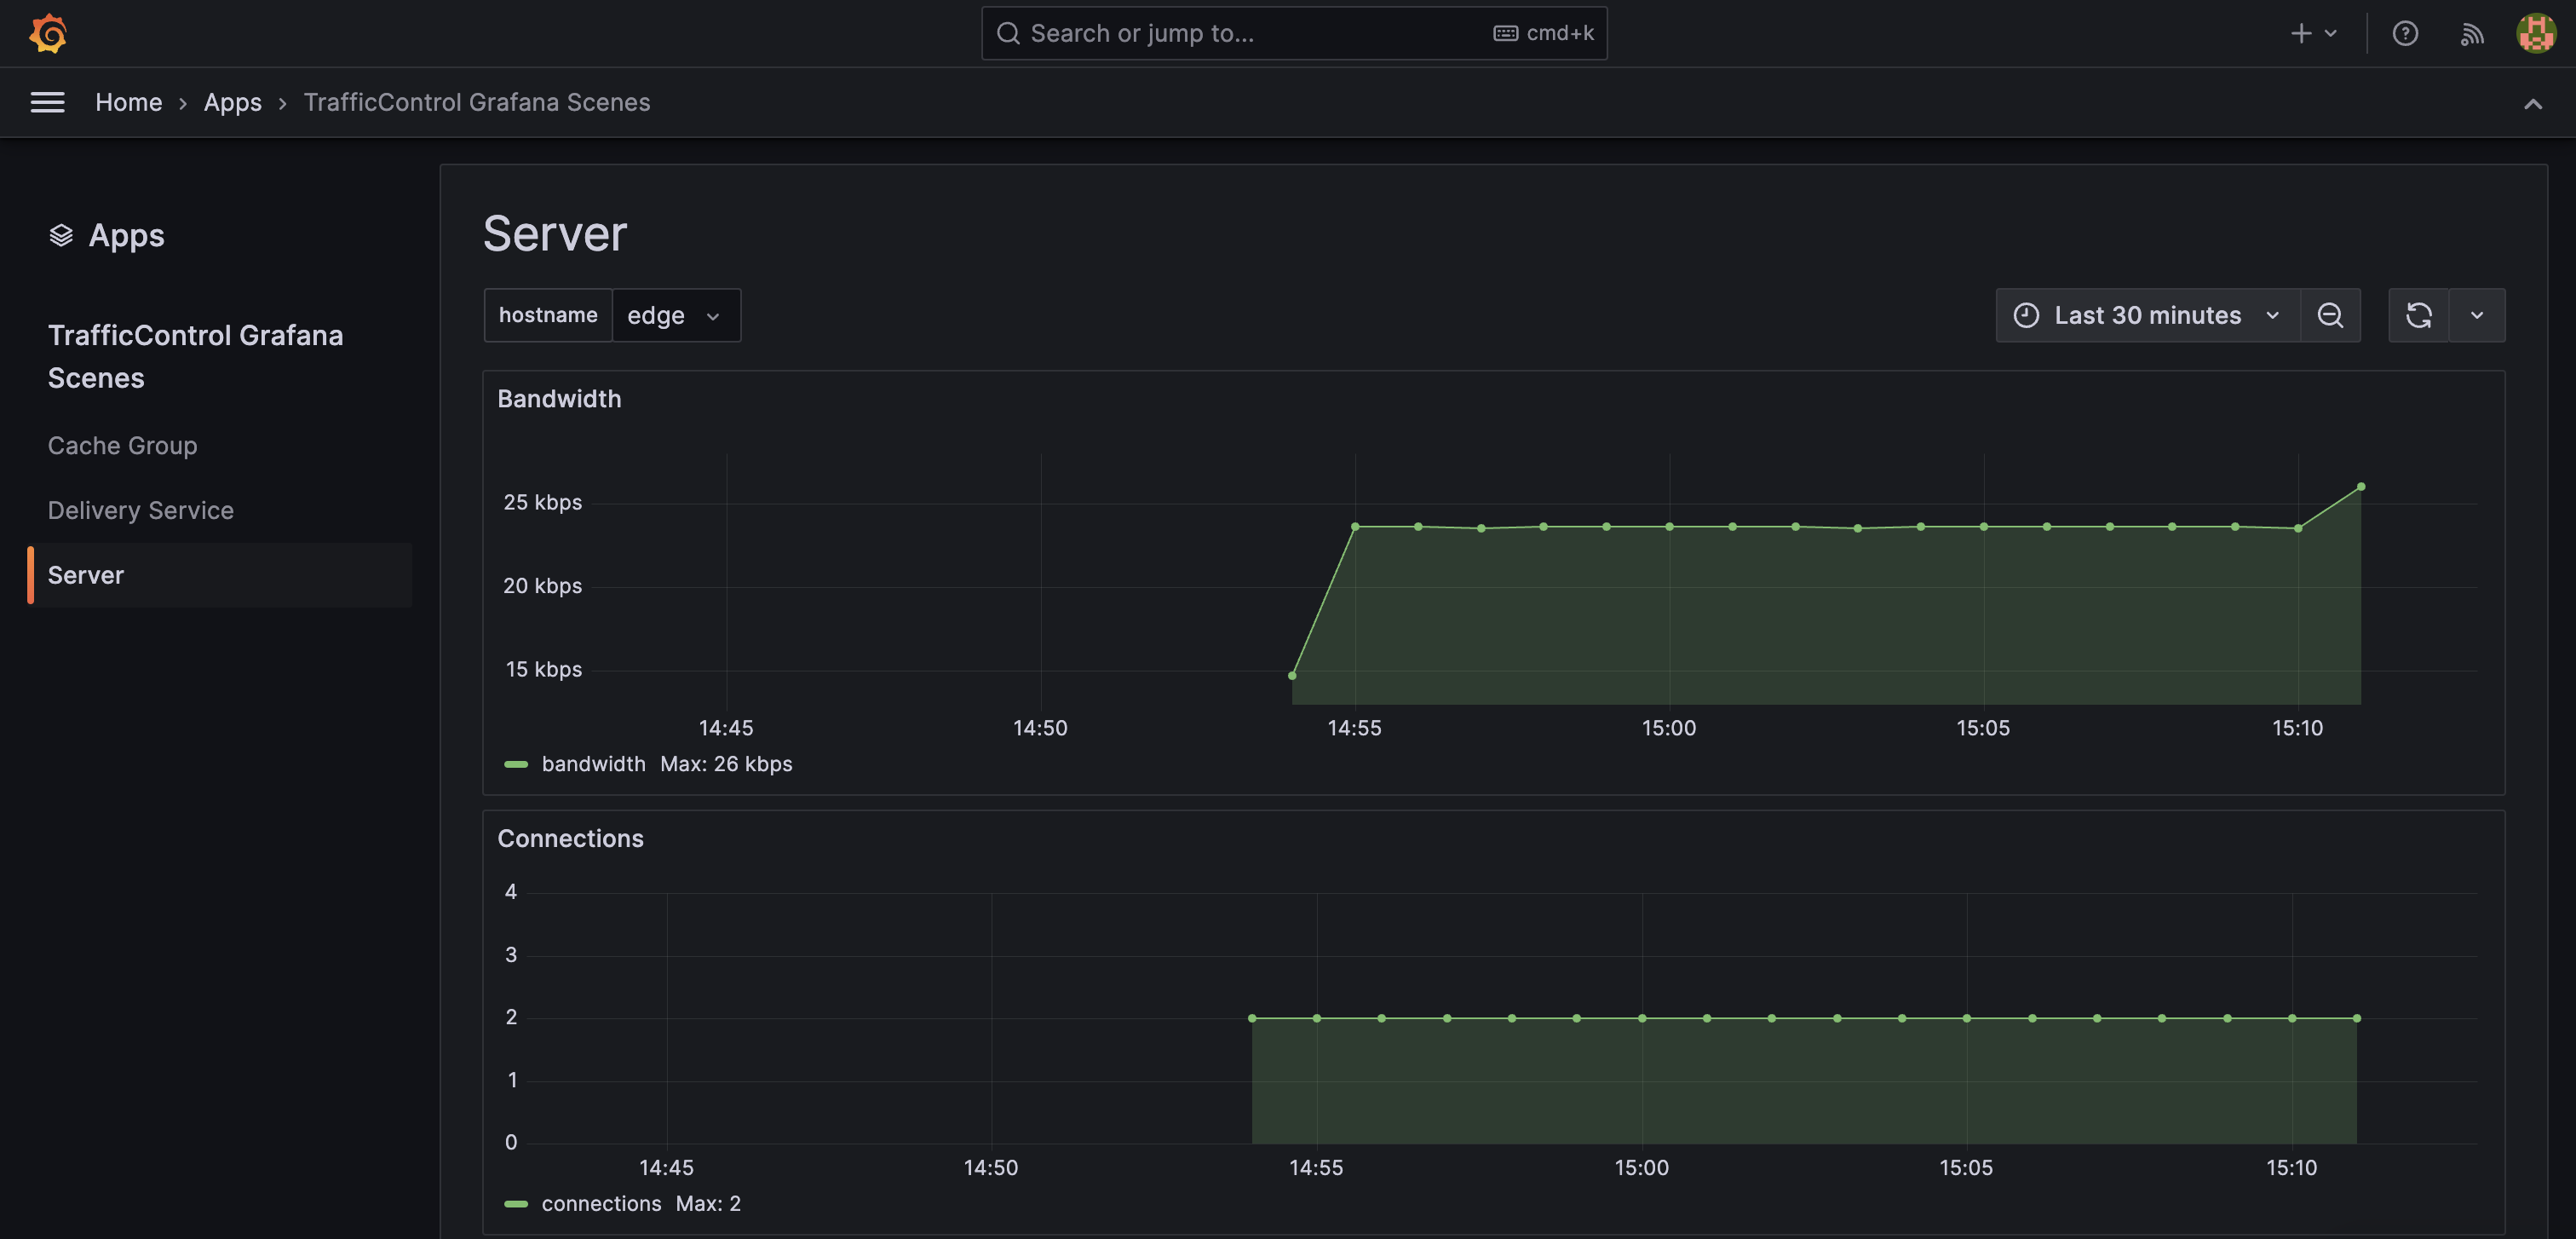 Search or jump to... cmd+k
Home › Apps › TrafficControl Grafana Scenes
Apps
TrafficControl Grafana
Scenes
Cache Group
Delivery Service
Server
Server
hostname edge
Last 30 minutes
Bandwidth
25 kbps
20 kbps
15 kbps
14:45 14:50 14:55 15:00 15:05 15:10
bandwidth Max: 26 kbps
Connections
4
3
2
1
0
14:45 14:50 14:55 15:00 15:05 15:10
connections Max: 2